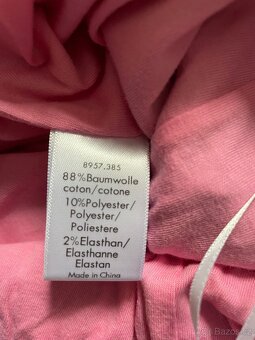 8957.385
88%Baumwolle
coton/cotone
10%Polyester/
Polyester/
Poliestere
2%Elasthan/
Elasthanne
Elastan
Made in China